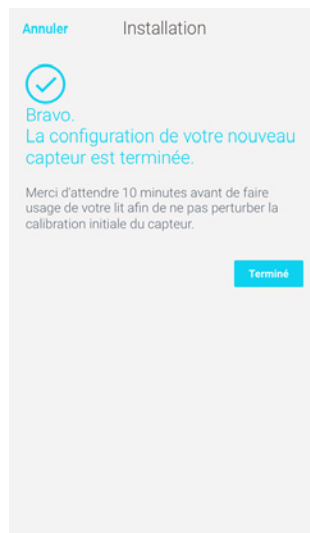 Annuler Installation
Bravo.
La configuration de votre nouveau
capteur est terminée.
Merci d'attendre 10 minutes avant de faire
usage de votre lit afin de ne pas perturber la
calibration initiale du capteur.
Terminé